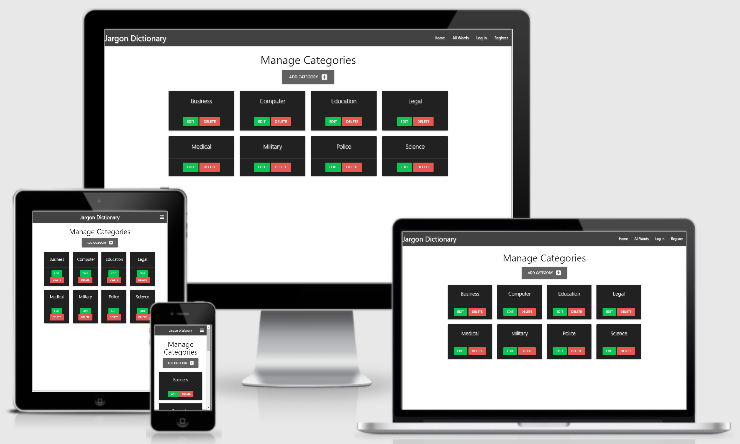 Jargon Dictionary Home All Words Log In Register
Manage Categories
ADD CATEGORY
Business Computer Education Legal
EDIT DELETE EDIT DELETE EDIT DELETE EDIT DELETE
Medical Military Police Science
EDIT DELETE EDIT DELETE EDIT DELETE EDIT DELETE
Jargon Dictionary
Manage Categories
ADD CATEGORY
Business Computer Education Legal
EDIT EDIT EDIT EDIT
DELETE DELETE DELETE DELETE
Medical Military Police Science
EDIT EDIT EDIT EDIT
DELETE DELETE DELETE DELETE
Jargon Dictionary
Manage
Categories
ADD CATEGORY
Business
EDIT DELETE
Jargon Dictionary Home All Words Log In Register
Manage Categories
ADD CATEGORY
Business Computer Education Legal
EDIT DELETE EDIT DELETE EDIT DELETE EDIT DELETE
Medical Military Police Science
EDIT DELETE EDIT DELETE EDIT DELETE EDIT DELETE